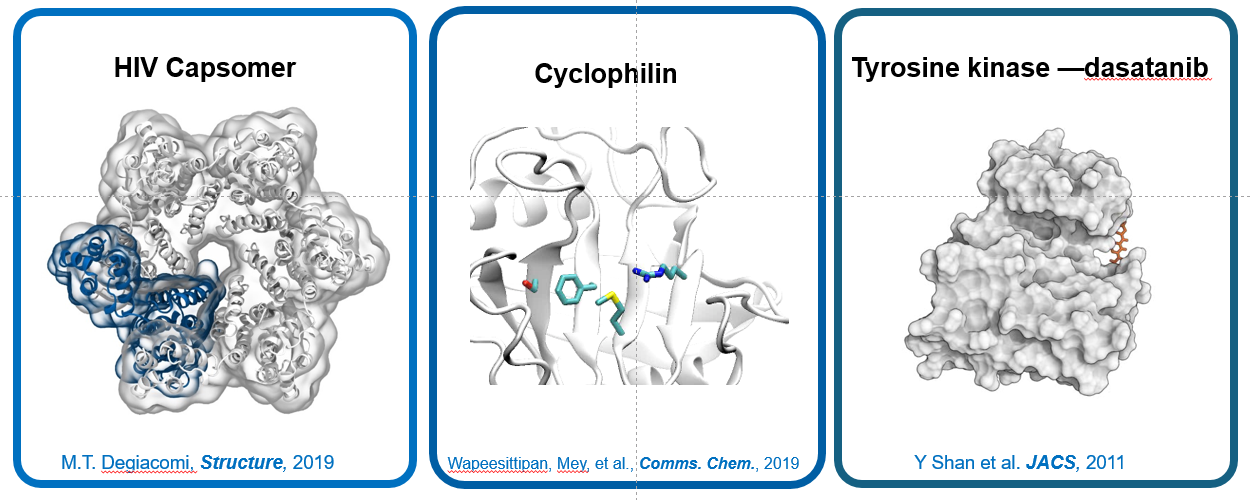 HIV Capsomer
M.T. Degiacomi, Structure, 2019
Cyclophilin
Wapeesittipan, Mey, et al., Comms. Chem., 2019
Tyrosine kinase —dasatanib
Y Shan et al. JACS, 2011